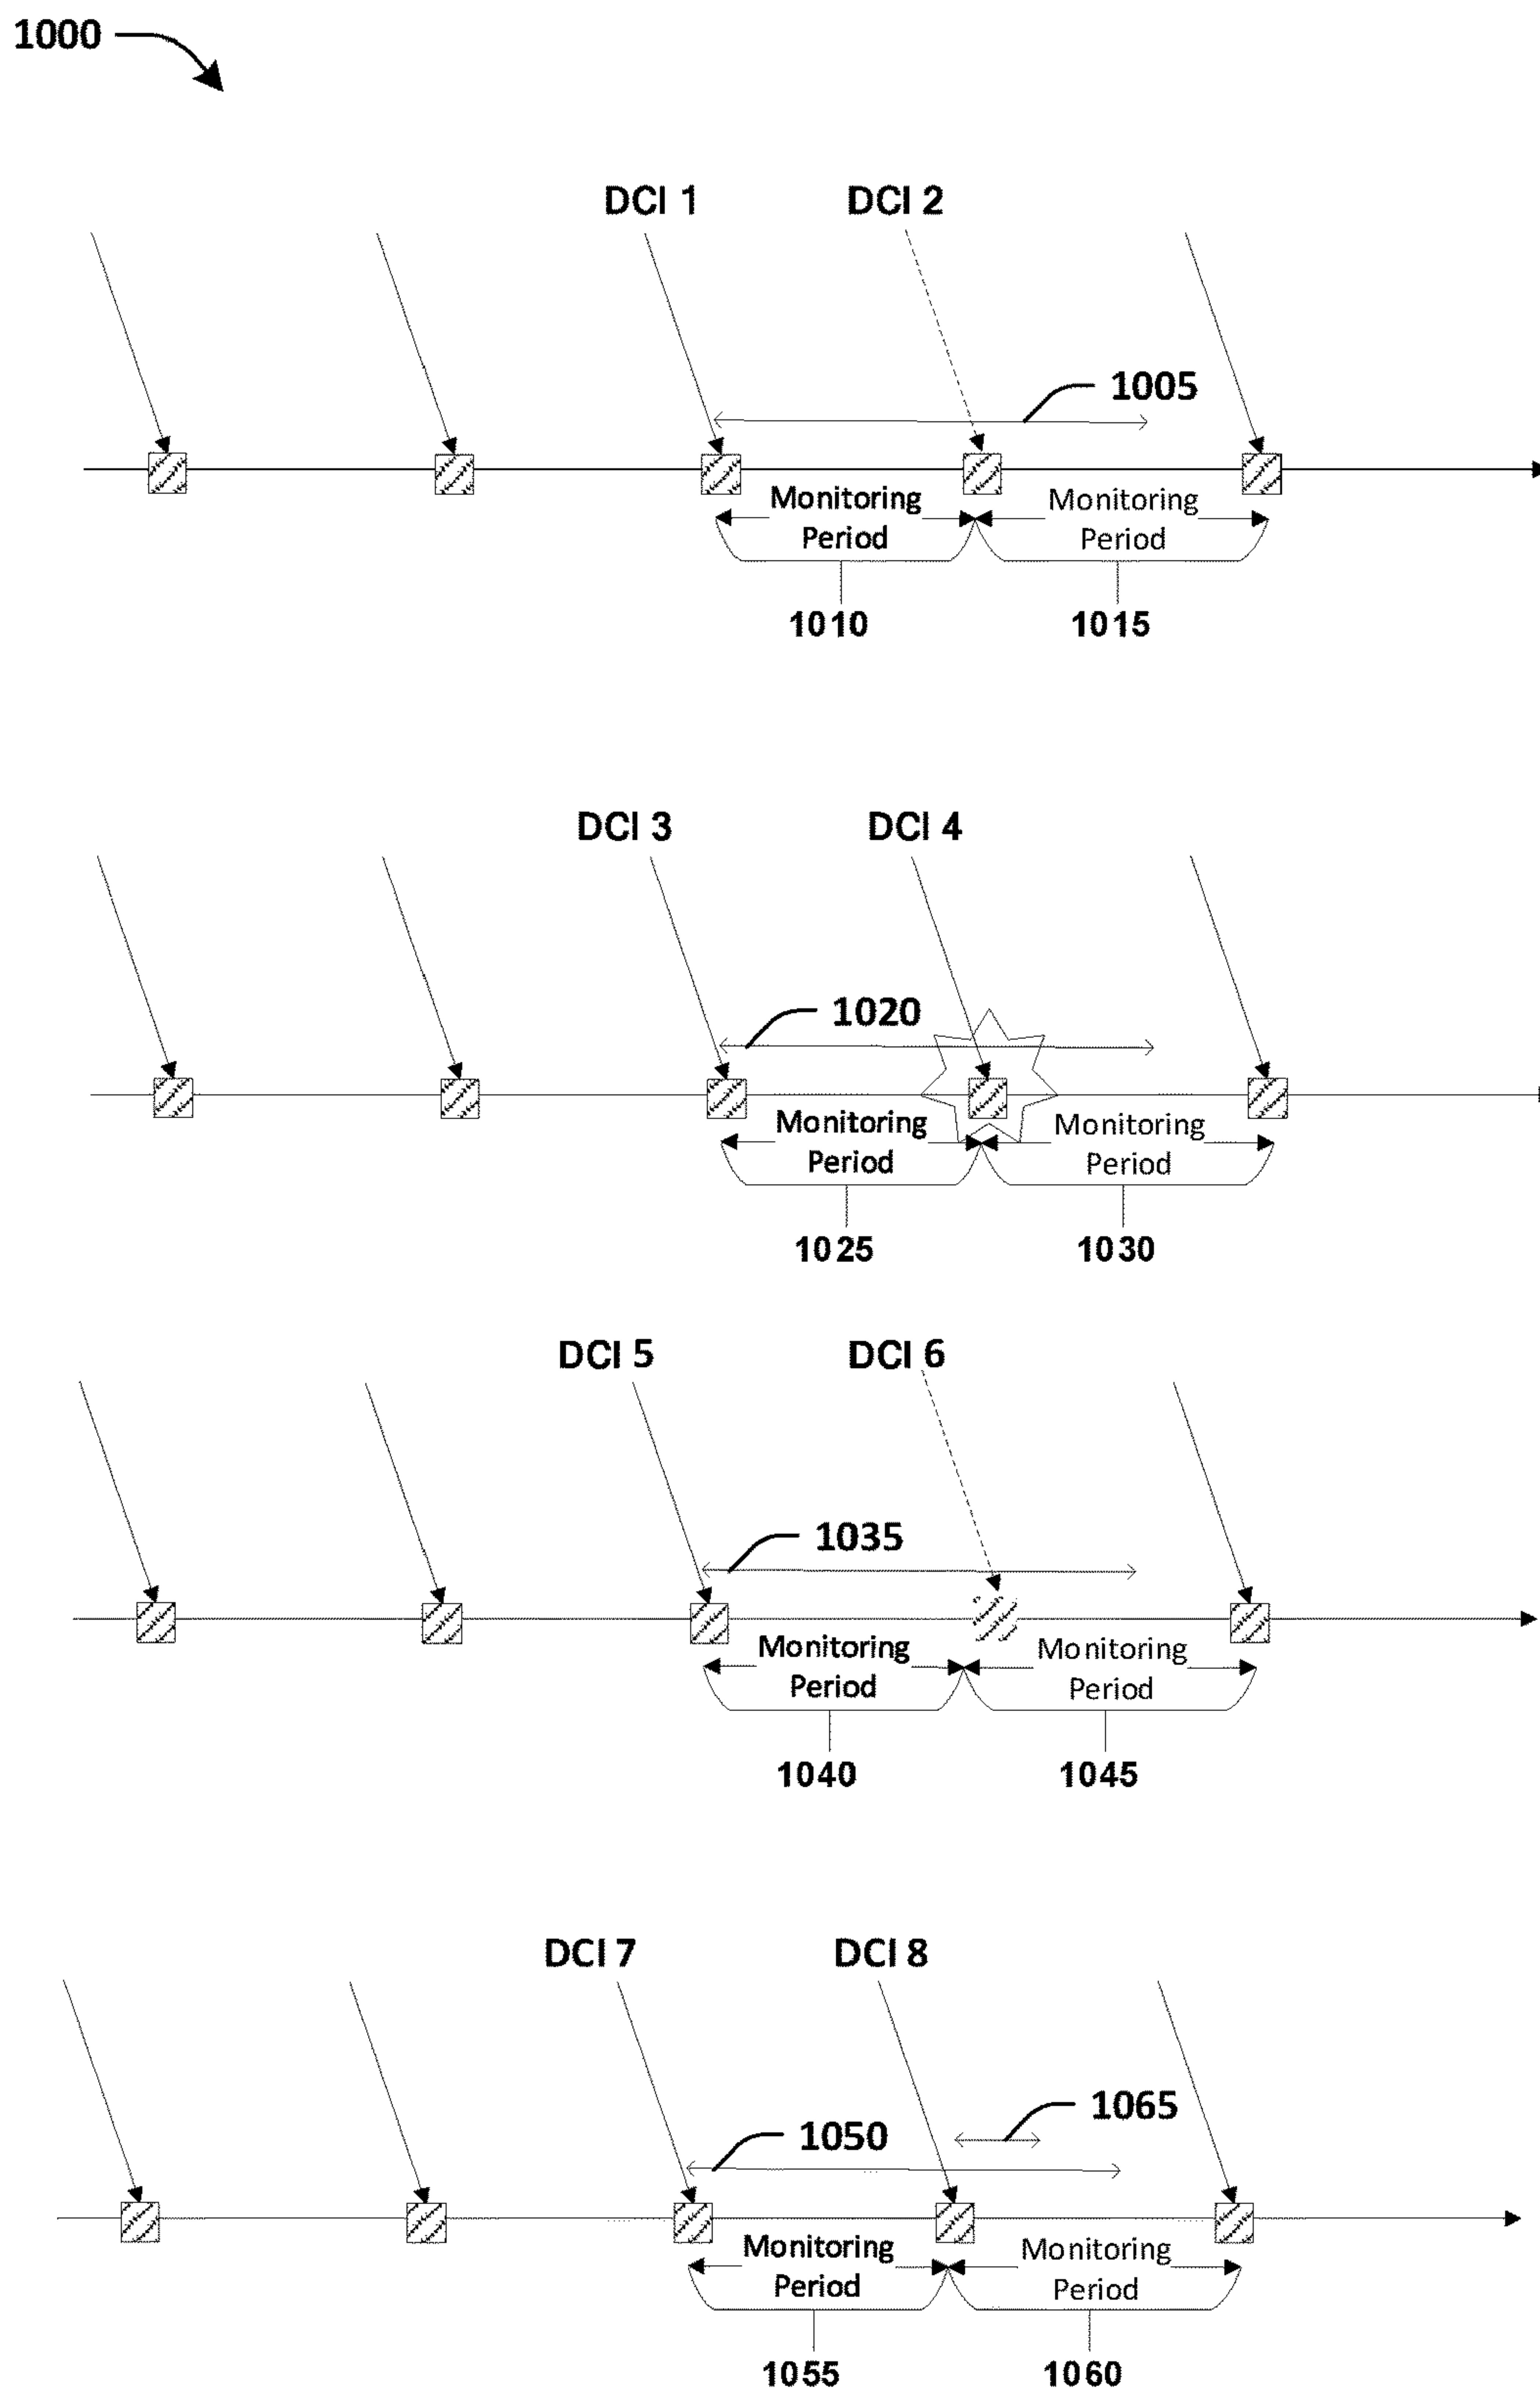 1000
DCI 1
DCI 2
1005
Monitoring
Period
Monitoring
Period
1010
1015
DCI 3
DCI 4
1020
Monitoring
Period
Monitoring
Period
1025
1030
DCI 5
DCI 6
1035
Monitoring
Period
Monitoring
Period
1040
1045
DCI 7
DCI 8
1065
1050
Monitoring
Period
Monitoring
Period
1055
1060